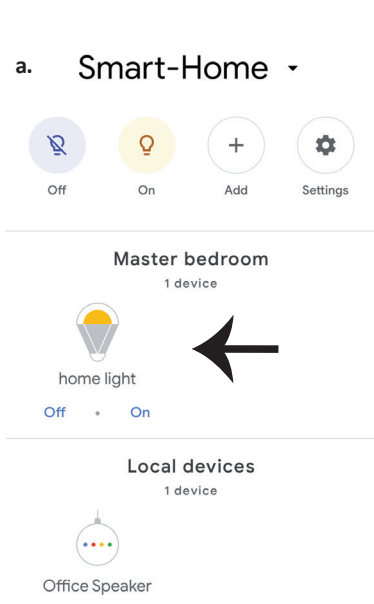 a. Smart-Home
Off On Add Settings
Master bedroom
1 device
home light
Off • On
Local devices
1 device
Office Speaker